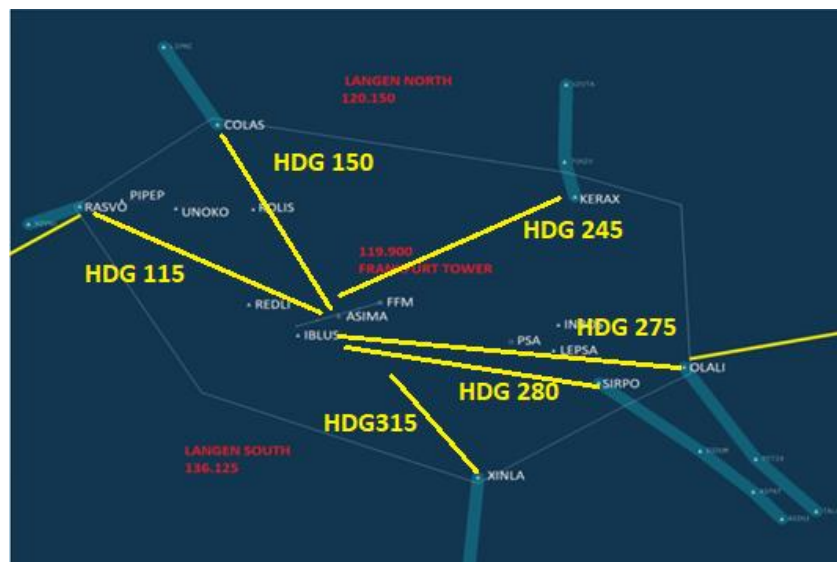 LANGEN NORTH
120.150
COLAS
HDG 150
PIPEP
RASVO
UNOKO
ROLIS
KERAX
HDG 245
119.900
FRANKFURT TOWER
HDG 115
REDLI
FFM
ASIMA
IBLUS
HDG 275
PSA
LEPSA
OLALI
SIRPO
HDG 280
HDG315
LANGEN SOUTH
136.125
XINLA